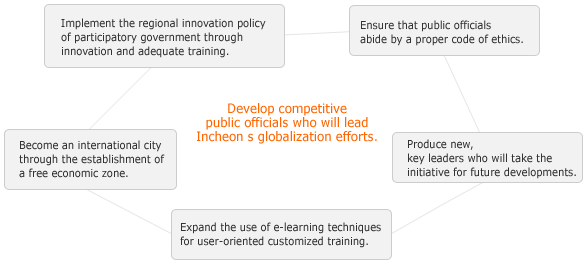 Implement the regional innovation policy
of participatory government through
innovation and adequate training.
Ensure that public officials
abide by a proper code of ethics.
Develop competitive
public officials who will lead
Incheon s globalization efforts.
Become an international city
through the establishment of
a free economic zone.
Produce new,
key leaders who will take the
initiative for future developments.
Expand the use of e-learning techniques
for user-oriented customized training.